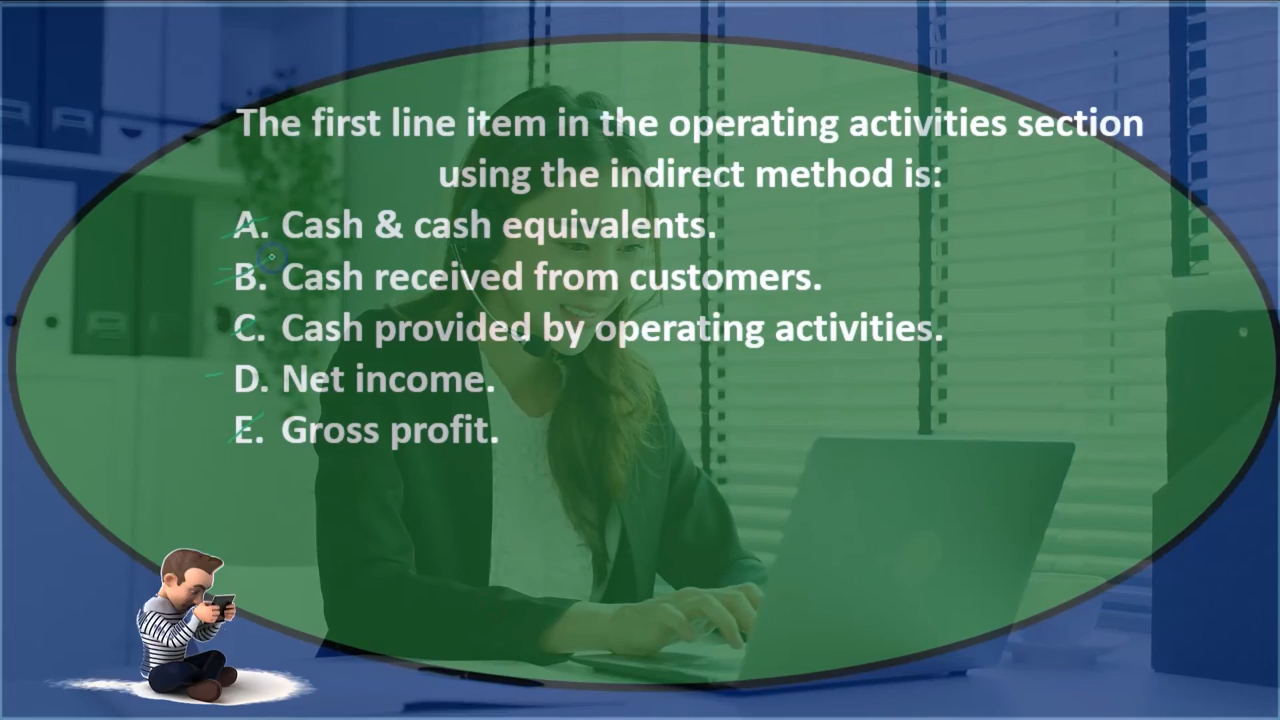 The first line item in the operating activities section
using the indirect method is:
A. Cash & cash equivalents.
B. Cash received from customers.
C. Cash provided by operating activities.
D. Net income.
E. Gross profit.